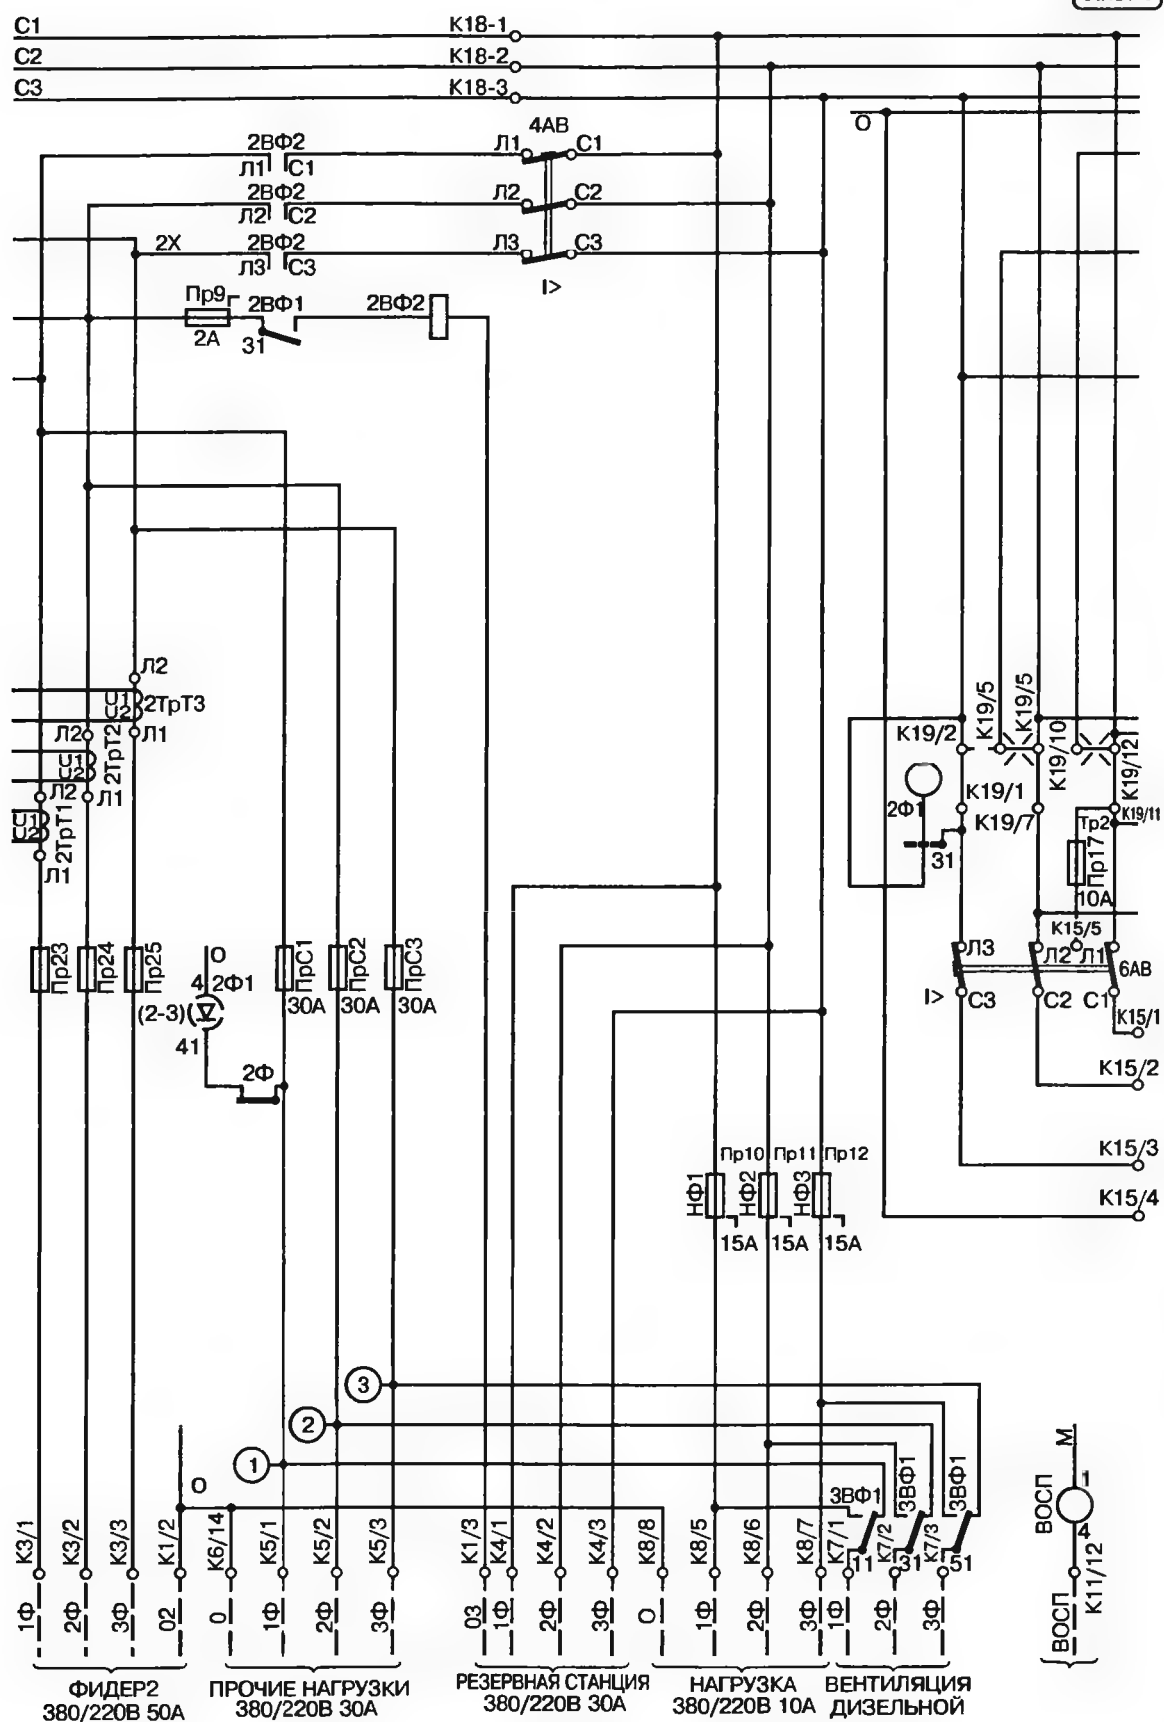 С1 К18-1
С2 К18-2
С3 К18-3
О
4АВ
2ВФ2 Л1 С1
Л1 С1
2ВФ2 Л2 С2
Л2 С2
2Х 2ВФ2 Л3 С3
Л3 С3
I>
Пр9 2ВФ1 2ВФ2
2А 31
Л2
U1
U2
2ТрТ3
Л1
Л2
U1
U2
2ТрТ2
Л1
Л2
U1
U2
2ТрТ1
Л1
К19/2
К19/5
К19/5
К19/10
К19/12
К19/1
К19/7
К19/11
2Ф1
31
Тр2
Пр17
10А
К15/5
Л3 Л2 Л1
6АВ
I> С3 С2 С1
К15/1
К15/2
К15/3
К15/4
Пр23
Пр24
Пр25
О
4 2Ф1
(2-3)
41
2Ф
ПрС1
30А
ПрС2
30А
ПрС3
30А
Пр10 Пр11 Пр12
НФ1
НФ2
НФ3
15А 15А 15А
3
2
1
О
3ВФ1
3ВФ1
3ВФ1
11 31 51
М
1
ВОСП
4
К11/12
ВОСП
К3/1
К3/2
К3/3
К1/2
К6/14
К5/1
К5/2
К5/3
К1/3
К4/1
К4/2
К4/3
К8/8
К8/5
К8/6
К8/7
К7/1
К7/2
К7/3
1Ф
2Ф
3Ф
02
0
1Ф
2Ф
3Ф
03
1Ф
2Ф
3Ф
О
1Ф
2Ф
3Ф
1Ф
2Ф
3Ф
ФИДЕР2
380/220В 50А
ПРОЧИЕ НАГРУЗКИ
380/220В 30А
РЕЗЕРВНАЯ СТАНЦИЯ
380/220В 30А
НАГРУЗКА
380/220В 10А
ВЕНТИЛЯЦИЯ
ДИЗЕЛЬНОЙ